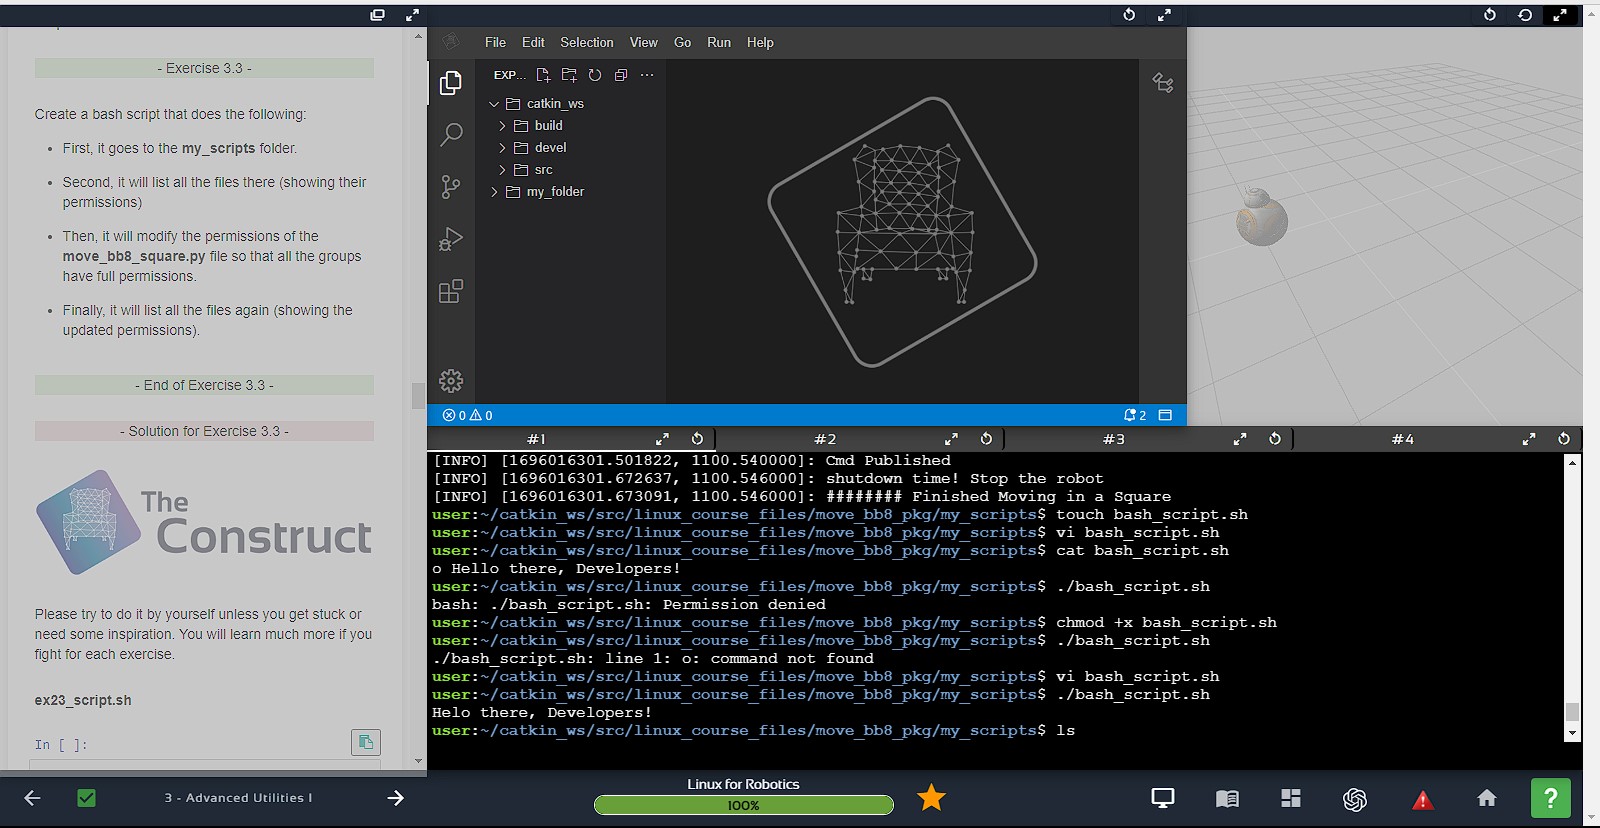 - Exercise 3.3 -
Create a bash script that does the following:
• First, it goes to the my_scripts folder.
• Second, it will list all the files there (showing their
permissions)
• Then, it will modify the permissions of the
move_bb8_square.py file so that all the groups
have full permissions.
• Finally, it will list all the files again (showing the
updated permissions).
- End of Exercise 3.3 -
- Solution for Exercise 3.3 -
The
Construct
Please try to do it by yourself unless you get stuck or
need some inspiration. You will learn much more if you
fight for each exercise.
ex23_script.sh
In [ ]:
File Edit Selection View Go Run Help
EXP...
catkin_ws
build
devel
src
my_folder
0 0
2
#1 #2 #3 #4
[INFO] [1696016301.501822, 1100.540000]: Cmd Published
[INFO] [1696016301.672637, 1100.546000]: shutdown time! Stop the robot
[INFO] [1696016301.673091, 1100.546000]: ######## Finished Moving in a Square
user:~/catkin_ws/src/linux_course_files/move_bb8_pkg/my_scripts$ touch bash_script.sh
user:~/catkin_ws/src/linux_course_files/move_bb8_pkg/my_scripts$ vi bash_script.sh
user:~/catkin_ws/src/linux_course_files/move_bb8_pkg/my_scripts$ cat bash_script.sh
o Hello there, Developers!
user:~/catkin_ws/src/linux_course_files/move_bb8_pkg/my_scripts$ ./bash_script.sh
bash: ./bash_script.sh: Permission denied
user:~/catkin_ws/src/linux_course_files/move_bb8_pkg/my_scripts$ chmod +x bash_script.sh
user:~/catkin_ws/src/linux_course_files/move_bb8_pkg/my_scripts$ ./bash_script.sh
./bash_script.sh: line 1: o: command not found
user:~/catkin_ws/src/linux_course_files/move_bb8_pkg/my_scripts$ vi bash_script.sh
user:~/catkin_ws/src/linux_course_files/move_bb8_pkg/my_scripts$ ./bash_script.sh
Helo there, Developers!
user:~/catkin_ws/src/linux_course_files/move_bb8_pkg/my_scripts$ ls
3 - Advanced Utilities I
Linux for Robotics
100%
?